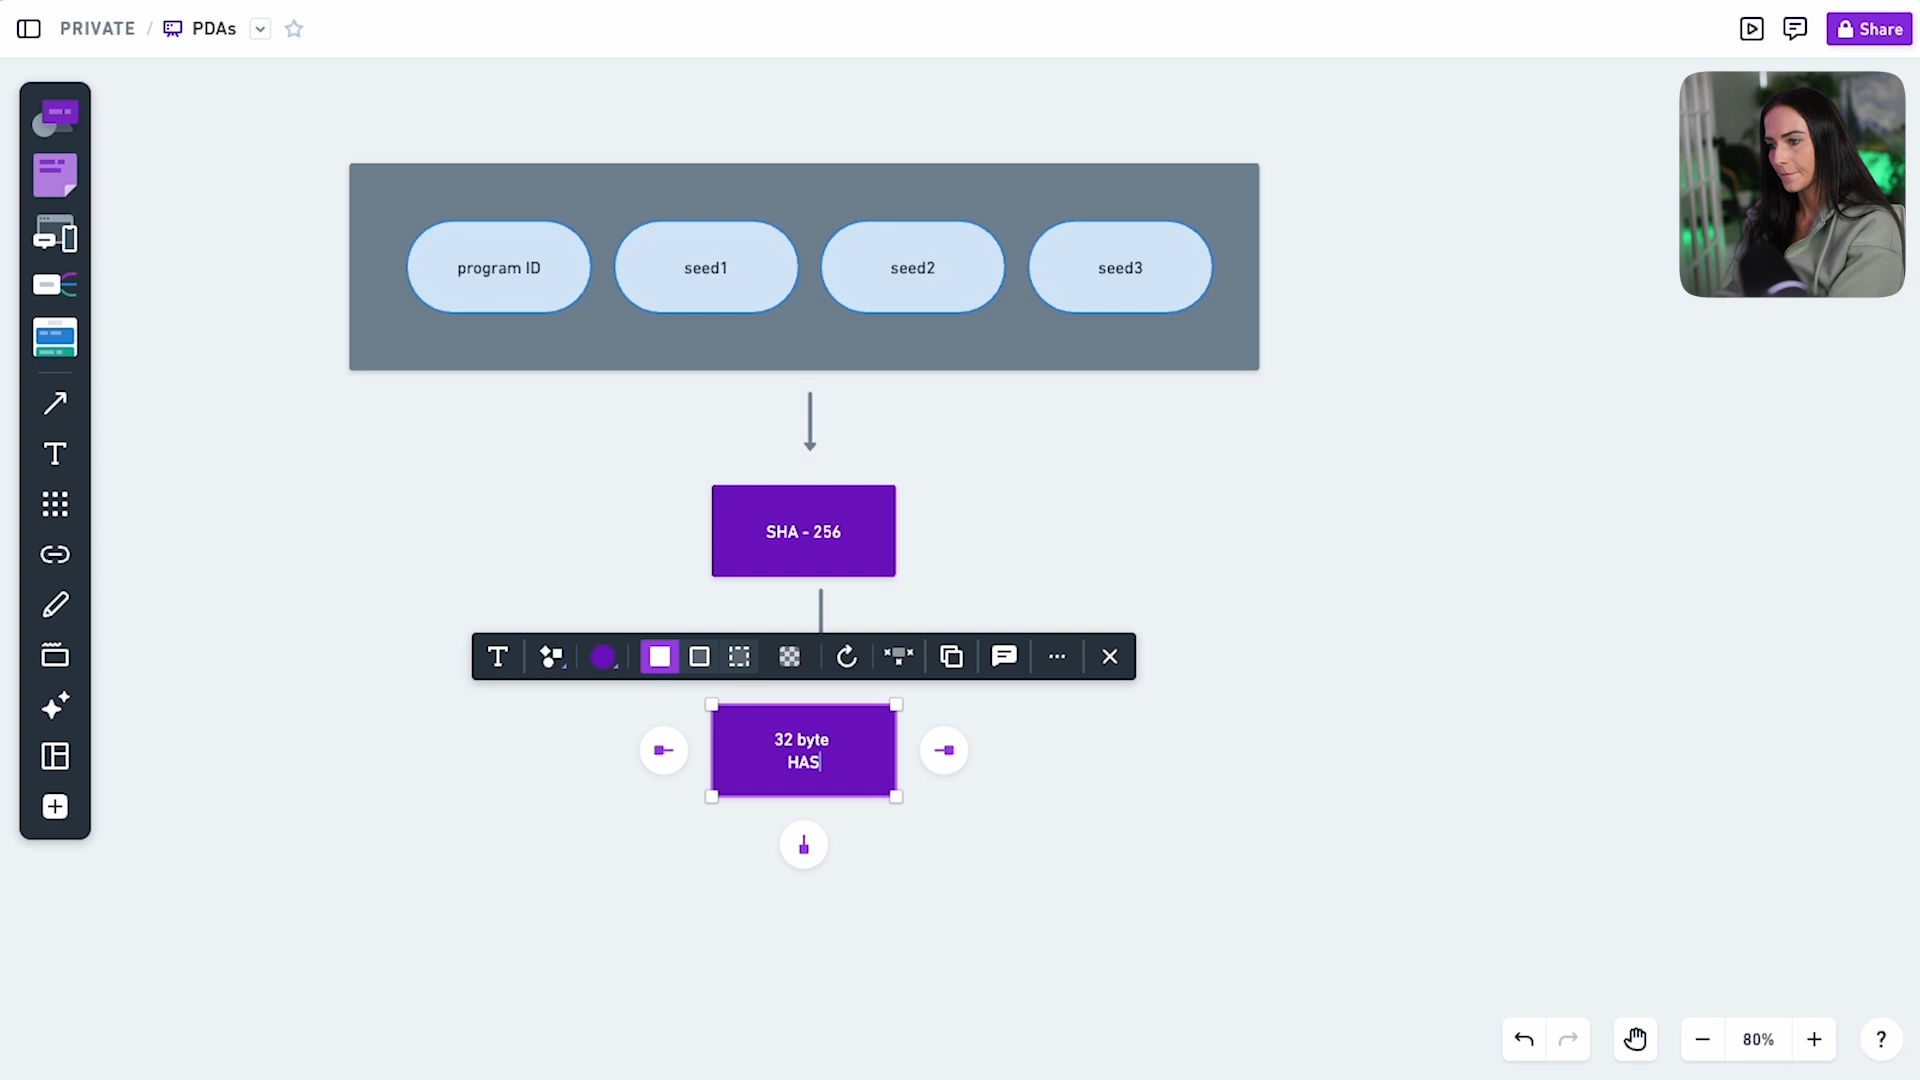 PRIVATE / PDAs
Share
program ID
seed1
seed2
seed3
SHA - 256
T
32 byte
HAS
T
80%
?